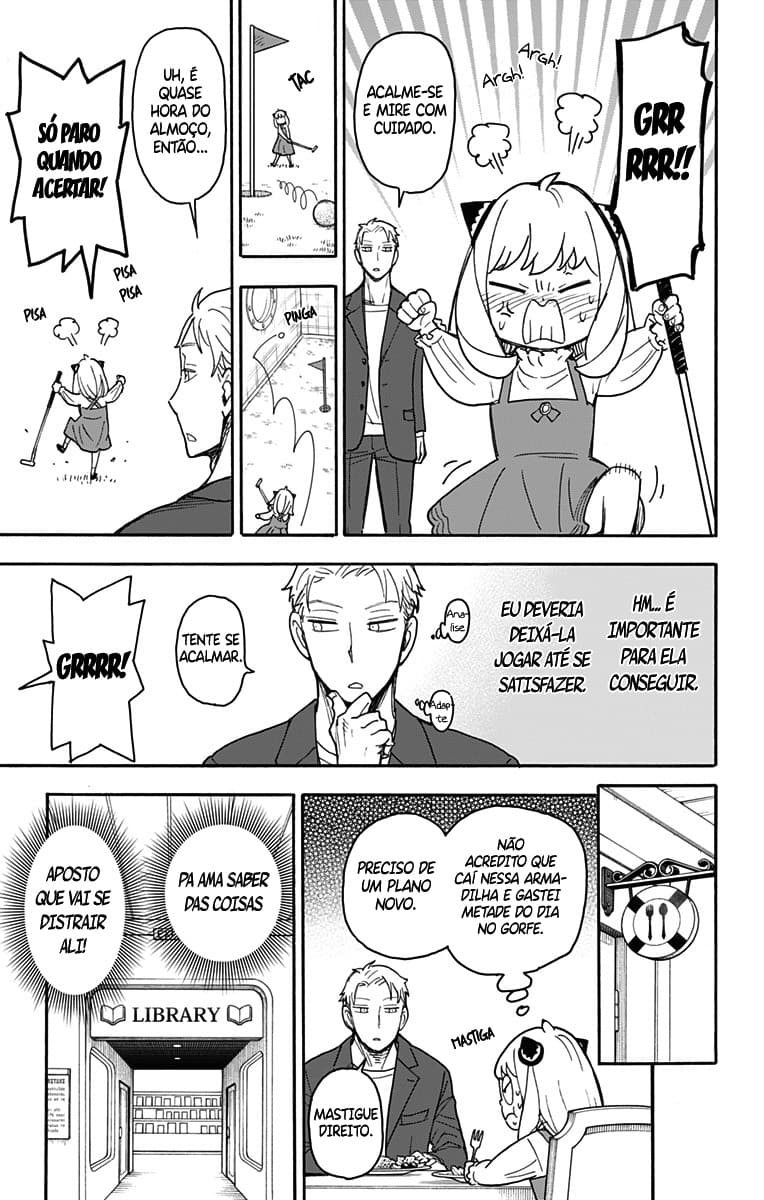 GRR
RRR!!
Argh!
Argh!
ACALME-SE
E MIRE COM
CUIDADO.
TAC
PINGA
UH, É
QUASE
HORA DO
ALMOÇO,
ENTÃO...
SÓ PARO
QUANDO
ACERTAR!
PISA
PISA
PISA
HM... É
IMPORTANTE
PARA ELA
CONSEGUIR.
EU DEVERIA
DEIXÁ-LA
JOGAR ATÉ SE
SATISFAZER.
Ana-
lise
Adap-
te
TENTE SE
ACALMAR.
GRRRR!
NÃO
ACREDITO QUE
CAÍ NESSA ARMA-
DILHA E GASTEI
METADE DO DIA
NO GORFE.
PRECISO DE
UM PLANO
NOVO.
MASTIGA
MASTIGUE
DIREITO.
PA AMA SABER
DAS COISAS
APOSTO
QUE VAI SE
DISTRAIR
ALI!
LIBRARY